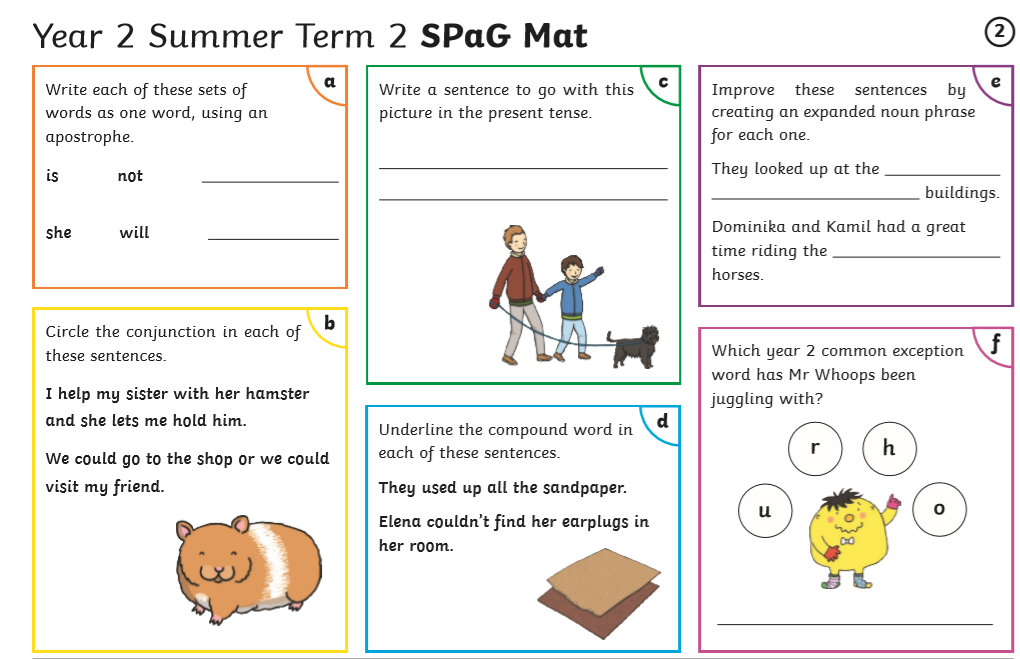 Year 2 Summer Term 2 SPaG Mat
2
a
Write each of these sets of
words as one word, using an
apostrophe.
is not
she will
b
Circle the conjunction in each of
these sentences.
I help my sister with her hamster
and she lets me hold him.
We could go to the shop or we could
visit my friend.
c
Write a sentence to go with this
picture in the present tense.
d
Underline the compound word in
each of these sentences.
They used up all the sandpaper.
Elena couldn't find her earplugs in
her room.
e
Improve these sentences by
creating an expanded noun phrase
for each one.
They looked up at the
buildings.
Dominika and Kamil had a great
time riding the
horses.
f
Which year 2 common exception
word has Mr Whoops been
juggling with?
r h
u o